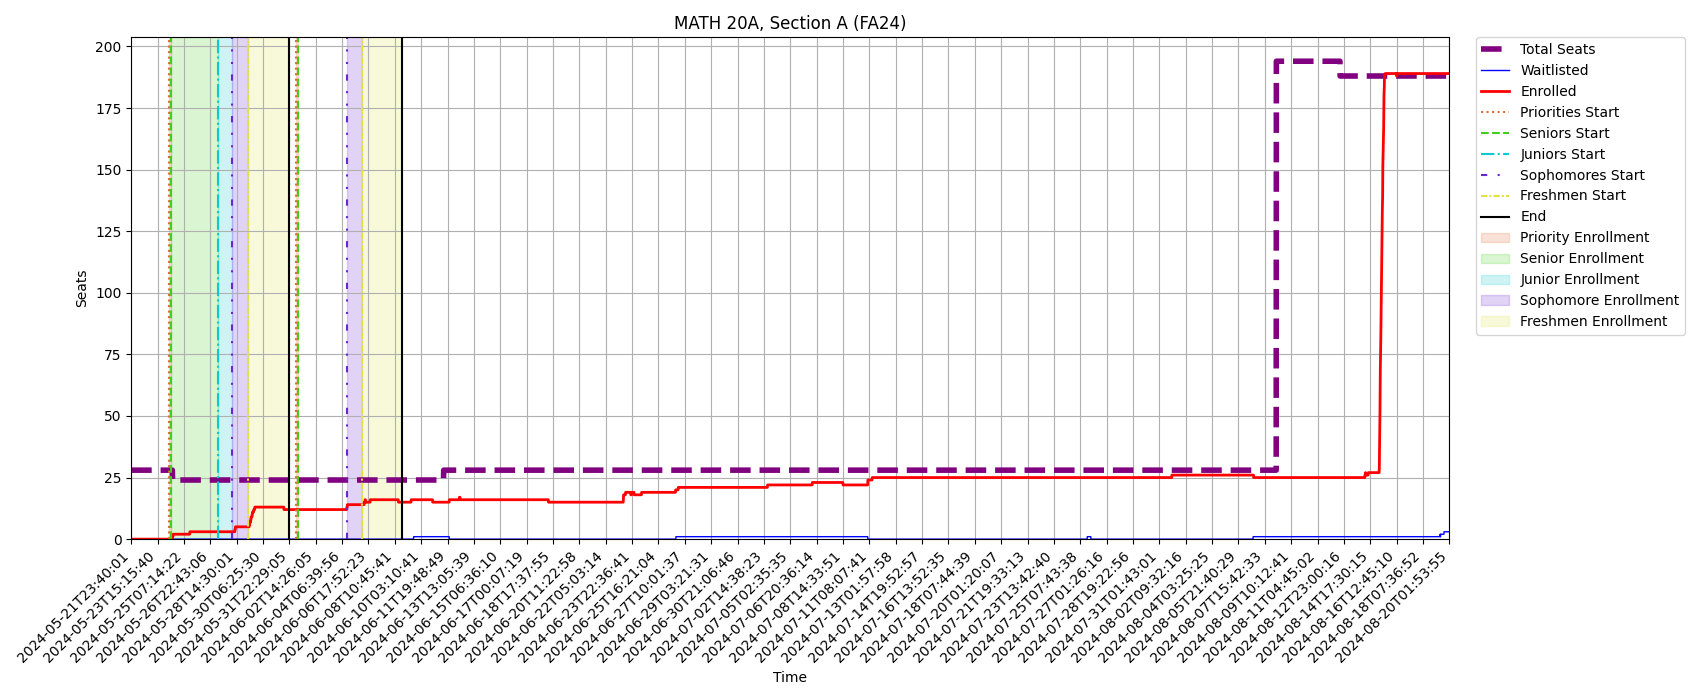 MATH 20A, Section A (FA24)
Seats
200
175
150
125
100
75
50
25
0
2024-05-21T23:40:01
2024-05-23T15:15:40
2024-05-25T07:14:22
2024-05-26T22:43:06
2024-05-28T14:30:01
2024-05-30T06:25:30
2024-05-31T22:29:05
2024-06-02T14:26:05
2024-06-04T06:39:56
2024-06-06T17:52:23
2024-06-08T10:45:41
2024-06-10T03:10:41
2024-06-11T19:48:49
2024-06-13T13:05:39
2024-06-15T06:36:10
2024-06-17T00:07:19
2024-06-18T17:37:55
2024-06-20T11:22:58
2024-06-22T05:03:14
2024-06-23T22:36:41
2024-06-25T16:21:04
2024-06-27T10:01:37
2024-06-29T03:21:31
2024-06-30T21:06:46
2024-07-02T14:38:23
2024-07-05T02:35:35
2024-07-06T20:36:14
2024-07-08T14:33:51
2024-07-11T08:07:41
2024-07-13T01:57:58
2024-07-14T19:52:57
2024-07-16T13:52:35
2024-07-18T07:44:39
2024-07-20T01:20:07
2024-07-21T19:33:13
2024-07-23T13:42:40
2024-07-25T07:43:38
2024-07-27T01:26:16
2024-07-28T19:22:56
2024-07-31T01:43:01
2024-08-02T09:32:16
2024-08-04T03:25:25
2024-08-05T21:40:29
2024-08-07T15:42:33
2024-08-09T10:12:41
2024-08-11T04:45:02
2024-08-12T23:00:16
2024-08-14T17:30:15
2024-08-16T12:45:10
2024-08-18T07:36:52
2024-08-20T01:53:55
Time
Total Seats
Waitlisted
Enrolled
Priorities Start
Seniors Start
Juniors Start
Sophomores Start
Freshmen Start
End
Priority Enrollment
Senior Enrollment
Junior Enrollment
Sophomore Enrollment
Freshmen Enrollment